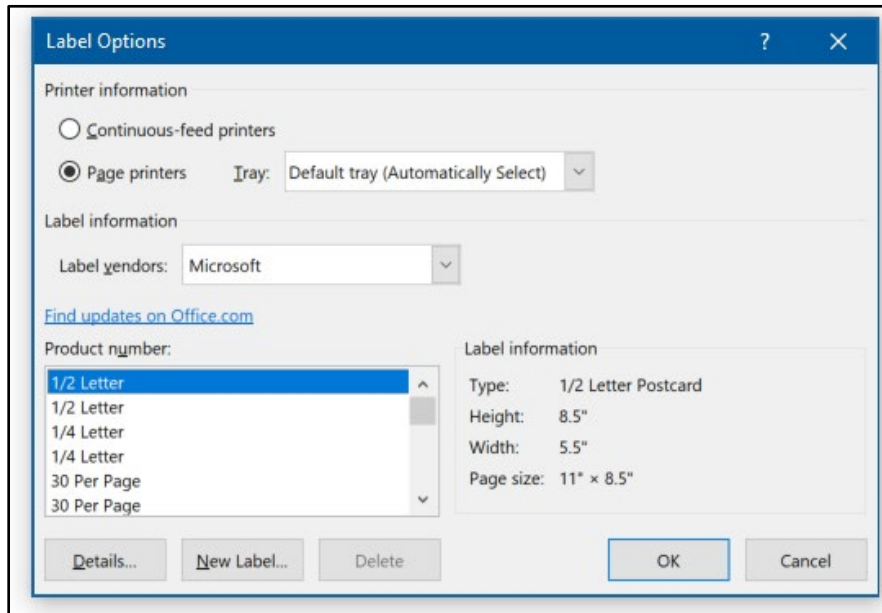 Label Options ?
Printer information
Continuous-feed printers
Page printers Tray: Default tray (Automatically Select)
Label information
Label vendors: Microsoft
Find updates on Office.com
Product number:
1/2 Letter
1/2 Letter
1/4 Letter
1/4 Letter
30 Per Page
30 Per Page
Label information
Type: 1/2 Letter Postcard
Height: 8.5"
Width: 5.5"
Page size: 11" × 8.5"
Details... New Label... Delete OK Cancel